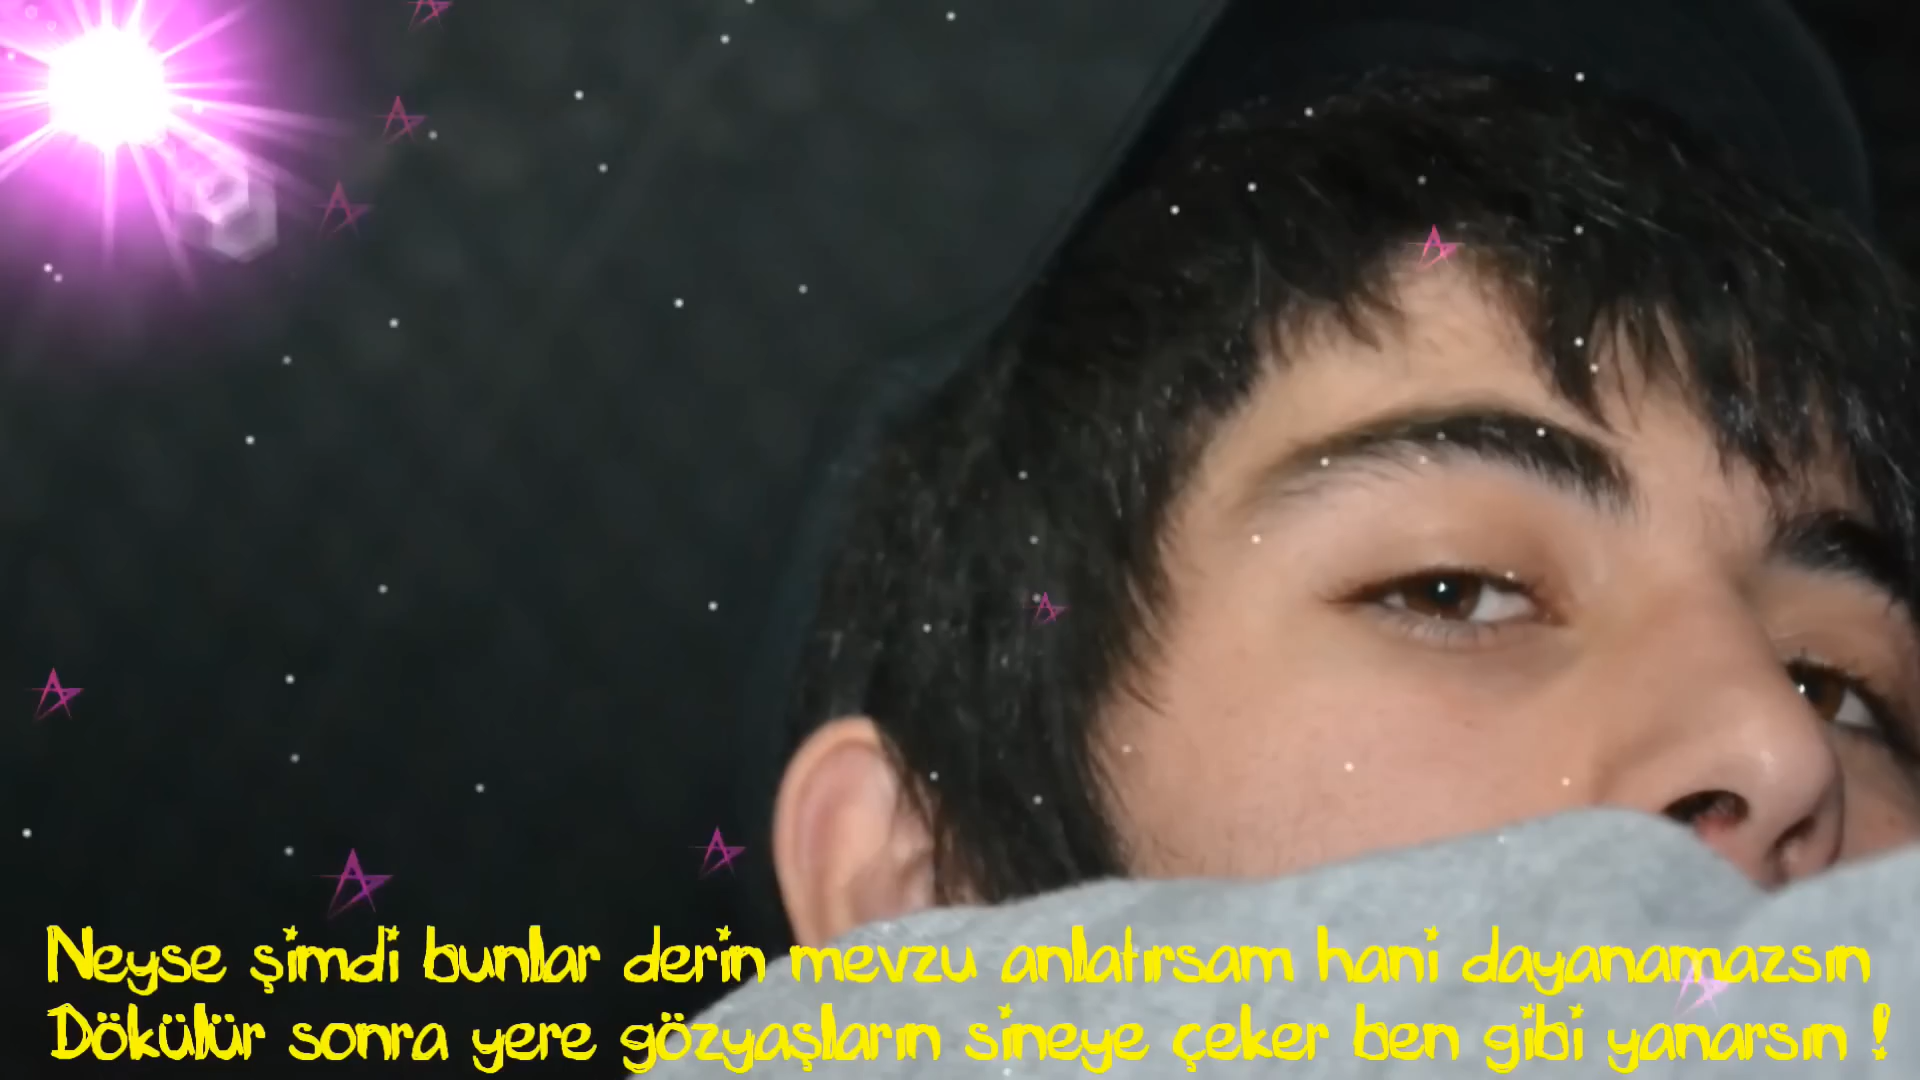 Neyse şimdi bunlar derin mevzu anlatırsam hani dayanamazsın
Dökülür sonra yere gözyaşların sineye çeker ben gibi yanarsın !